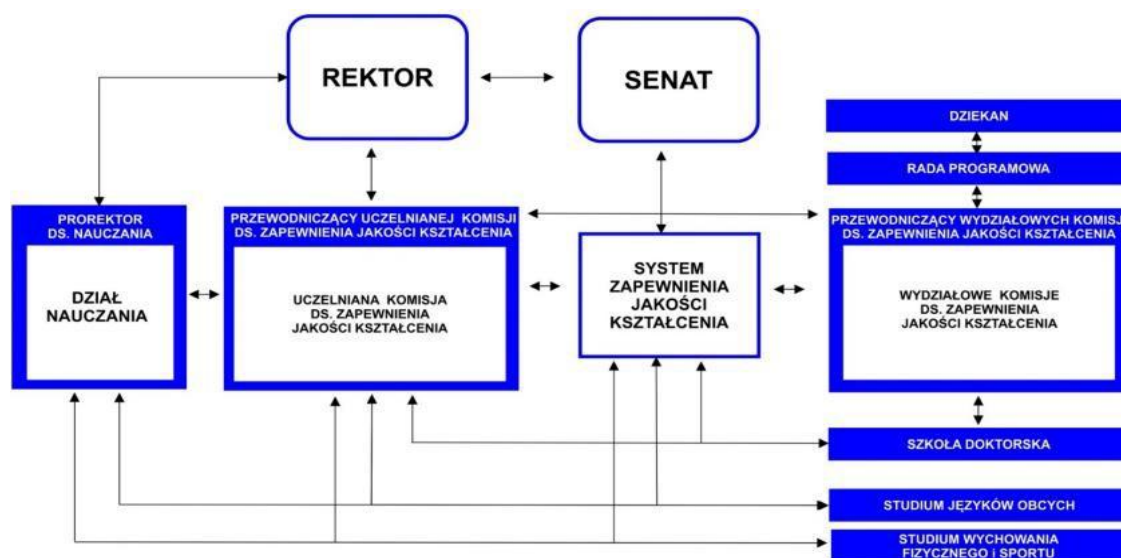 REKTOR
SENAT
DZIEKAN
RADA PROGRAMOWA
PROREKTOR
DS. NAUCZANIA
DZIAŁ
NAUCZANIA
PRZEWODNICZĄCY UCZELNIANEJ KOMISJI
DS. ZAPEWNIENIA JAKOŚCI KSZTAŁCENIA
UCZELNIANA KOMISJA
DS. ZAPEWNIENIA
JAKOŚCI KSZTAŁCENIA
SYSTEM
ZAPEWNIENIA
JAKOŚCI
KSZTAŁCENIA
PRZEWODNICZĄCY WYDZIAŁOWYCH KOMISJI
DS. ZAPEWNIENIA JAKOŚCI KSZTAŁCENIA
WYDZIAŁOWE KOMISJE
DS. ZAPEWNIENIA
JAKOŚCI KSZTAŁCENIA
SZKOŁA DOKTORSKA
STUDIUM JĘZYKÓW OBCYCH
STUDIUM WYCHOWANIA
FIZYCZNEGO i SPORTU